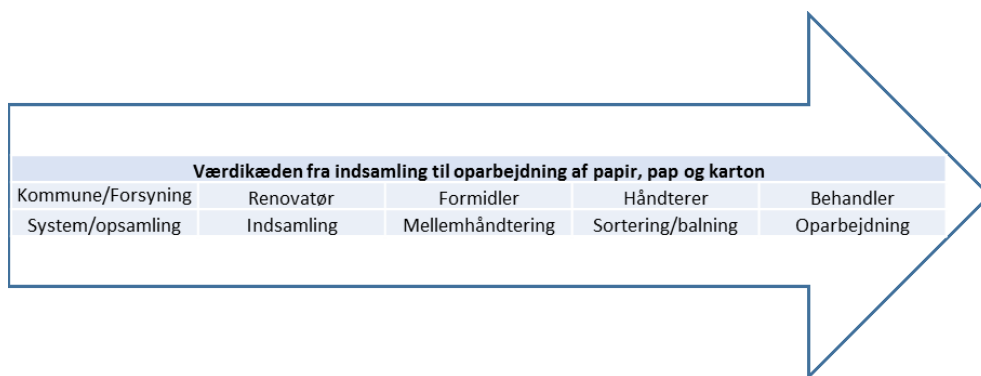 Værdikæden fra indsamling til oparbejdning af papir, pap og karton
Kommune/Forsyning Renovatør Formidler Håndterer Behandler
System/opsamling Indsamling Mellemhåndtering Sortering/balning Oparbejdning